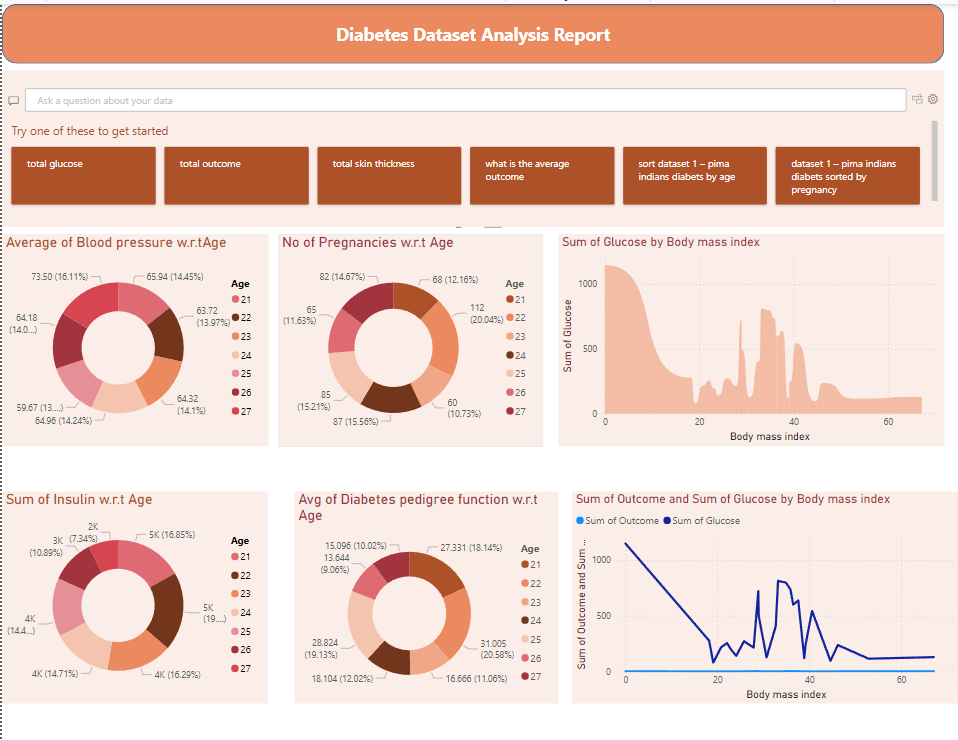 Diabetes Dataset Analysis Report
Ask a question about your data
Try one of these to get started
total glucose
total outcome
total skin thickness
what is the average
outcome
sort dataset 1 – pima
indians diabets by age
dataset 1 – pima indians
diabets sorted by
pregnancy
Average of Blood pressure w.r.tAge
73.50 (16.11%)
65.94 (14.45%)
63.72
(13.97%)
64.32
(14.1%)
64.96 (14.24%)
59.67 (13....)
64.18
(14.0...)
Age
21
22
23
24
25
26
27
No of Pregnancies w.r.t Age
82 (14.67%)
68 (12.16%)
112
(20.04%)
60
(10.73%)
87 (15.56%)
85
(15.21%)
65
(11.63%)
Age
21
22
23
24
25
26
27
Sum of Glucose by Body mass index
Sum of Glucose
1000
500
0
0
20
40
60
Body mass index
Sum of Insulin w.r.t Age
2K
(7.34%)
5K (16.85%)
5K
(19....)
4K (16.29%)
4K (14.71%)
4K
(14.4...)
3K
(10.89%)
Age
21
22
23
24
25
26
27
Avg of Diabetes pedigree function w.r.t
Age
15.096 (10.02%)
27.331 (18.14%)
31.005
(20.58%)
16.666 (11.06%)
18.104 (12.02%)
28.824
(19.13%)
13.644
(9.06%)
Age
21
22
23
24
25
26
27
Sum of Outcome and Sum of Glucose by Body mass index
Sum of Outcome
Sum of Glucose
Sum of Outcome and Sum ...
1000
500
0
0
20
40
60
Body mass index